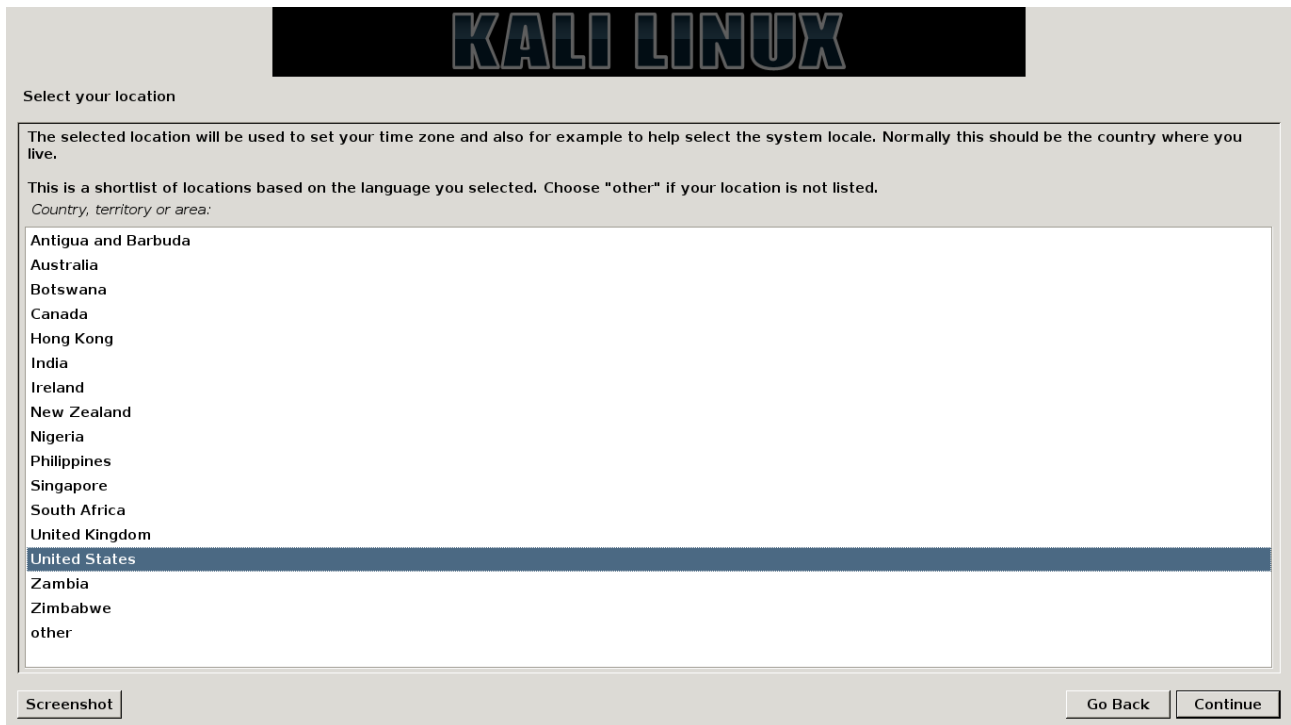 KALI LINUX
Select your location
The selected location will be used to set your time zone and also for example to help select the system locale. Normally this should be the country where you
live.
This is a shortlist of locations based on the language you selected. Choose "other" if your location is not listed.
Country, territory or area:
Antigua and Barbuda
Australia
Botswana
Canada
Hong Kong
India
Ireland
New Zealand
Nigeria
Philippines
Singapore
South Africa
United Kingdom
United States
Zambia
Zimbabwe
other
Screenshot
Go Back
Continue